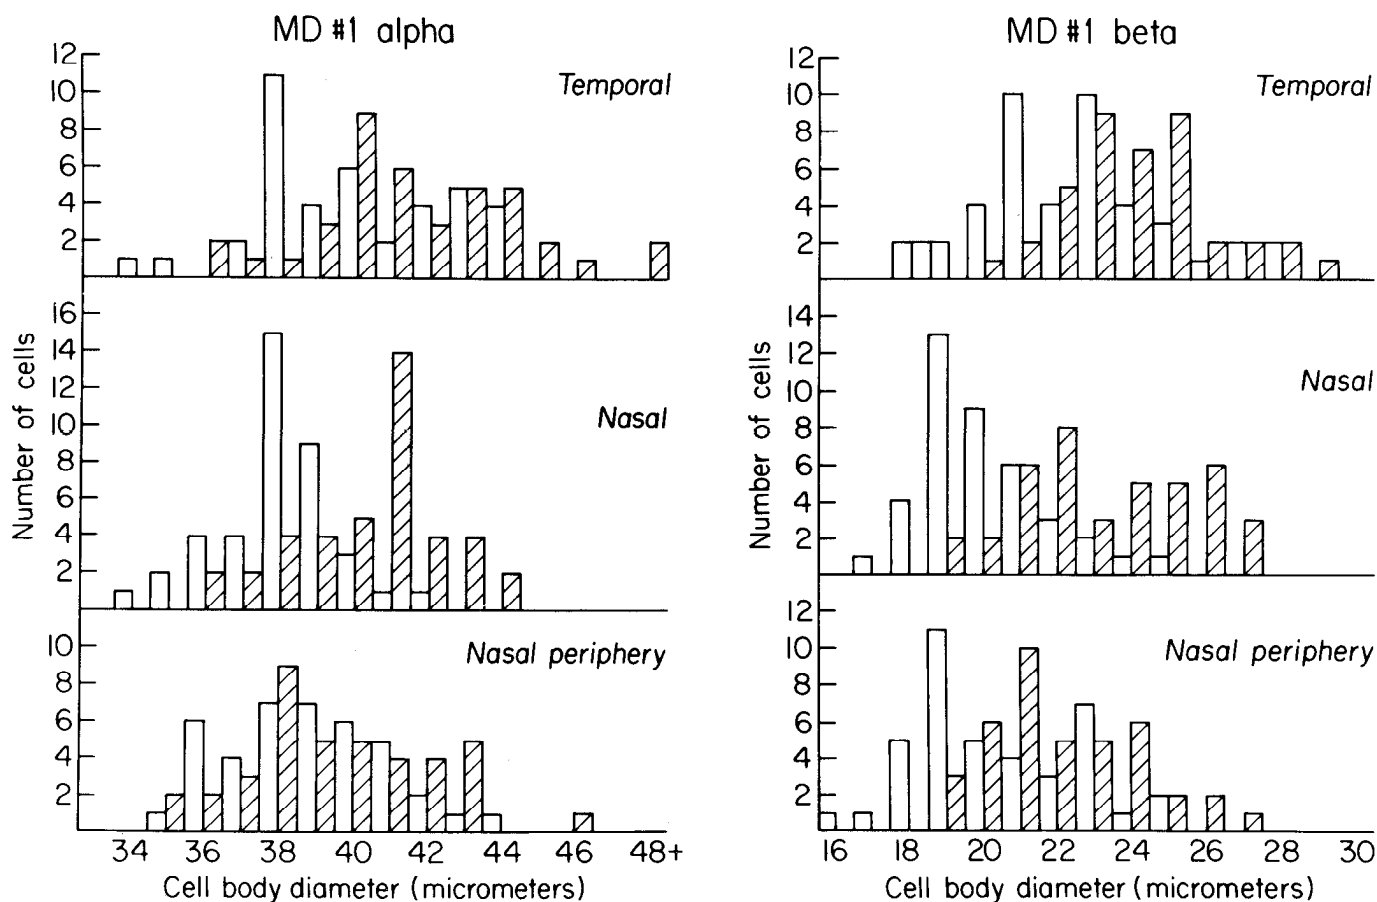 MD #1 alpha
Temporal
12
10
8
6
4
2
Nasal
16
14
12
10
8
6
4
2
Number of cells
Nasal periphery
10
8
6
4
2
34 36 38 40 42 44 46 48+
Cell body diameter (micrometers)
MD #1 beta
Temporal
12
10
8
6
4
2
Nasal
14
12
10
8
6
4
2
Number of cells
Nasal periphery
12
10
8
6
4
2
16 18 20 22 24 26 28 30
Cell body diameter (micrometers)